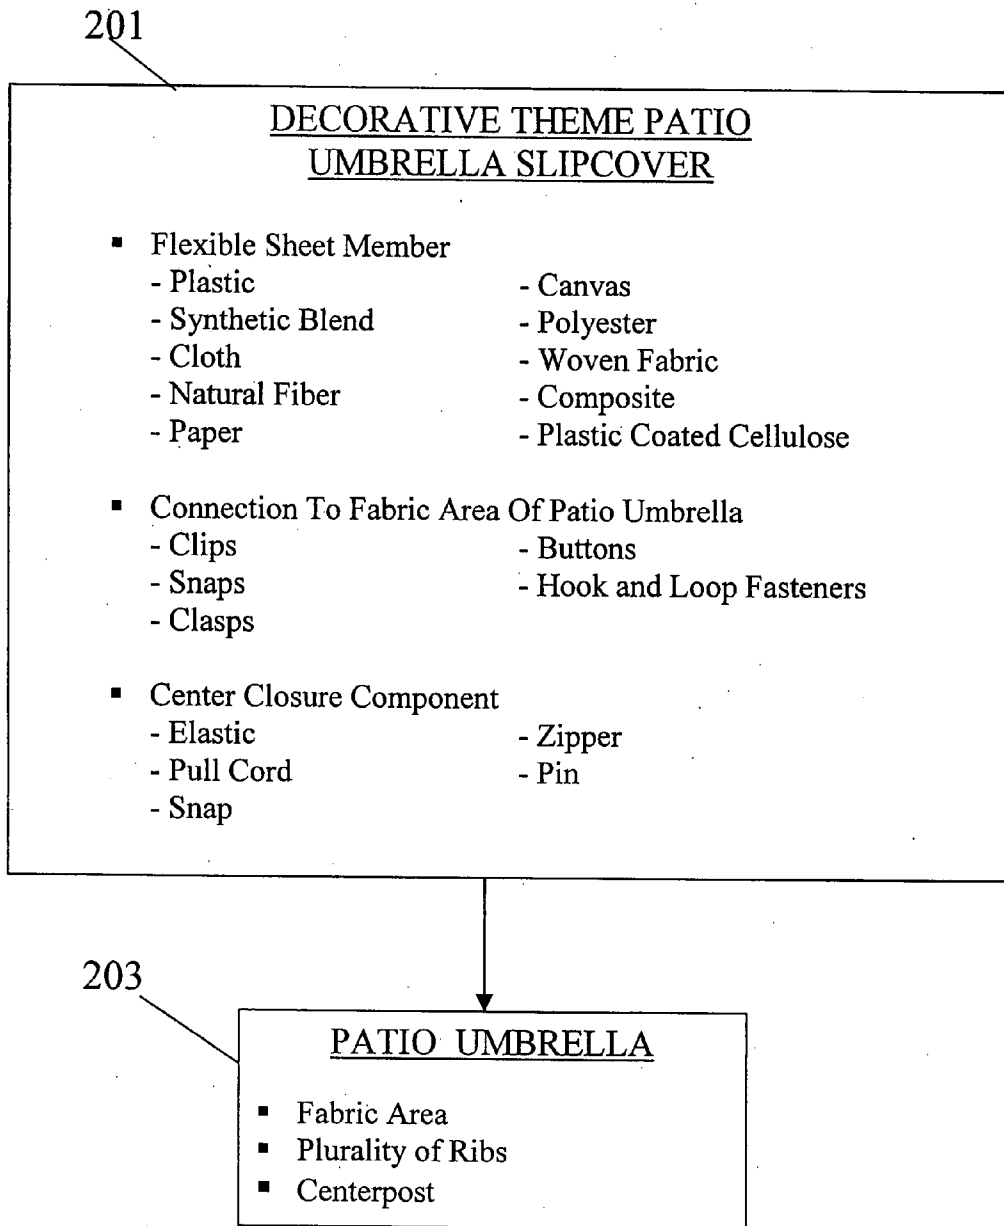 201
DECORATIVE THEME PATIO
UMBRELLA SLIPCOVER
▪ Flexible Sheet Member
- Plastic - Canvas
- Synthetic Blend - Polyester
- Cloth - Woven Fabric
- Natural Fiber - Composite
- Paper - Plastic Coated Cellulose
▪ Connection To Fabric Area Of Patio Umbrella
- Clips - Buttons
- Snaps - Hook and Loop Fasteners
- Clasps
▪ Center Closure Component
- Elastic - Zipper
- Pull Cord - Pin
- Snap
203
PATIO UMBRELLA
▪ Fabric Area
▪ Plurality of Ribs
▪ Centerpost